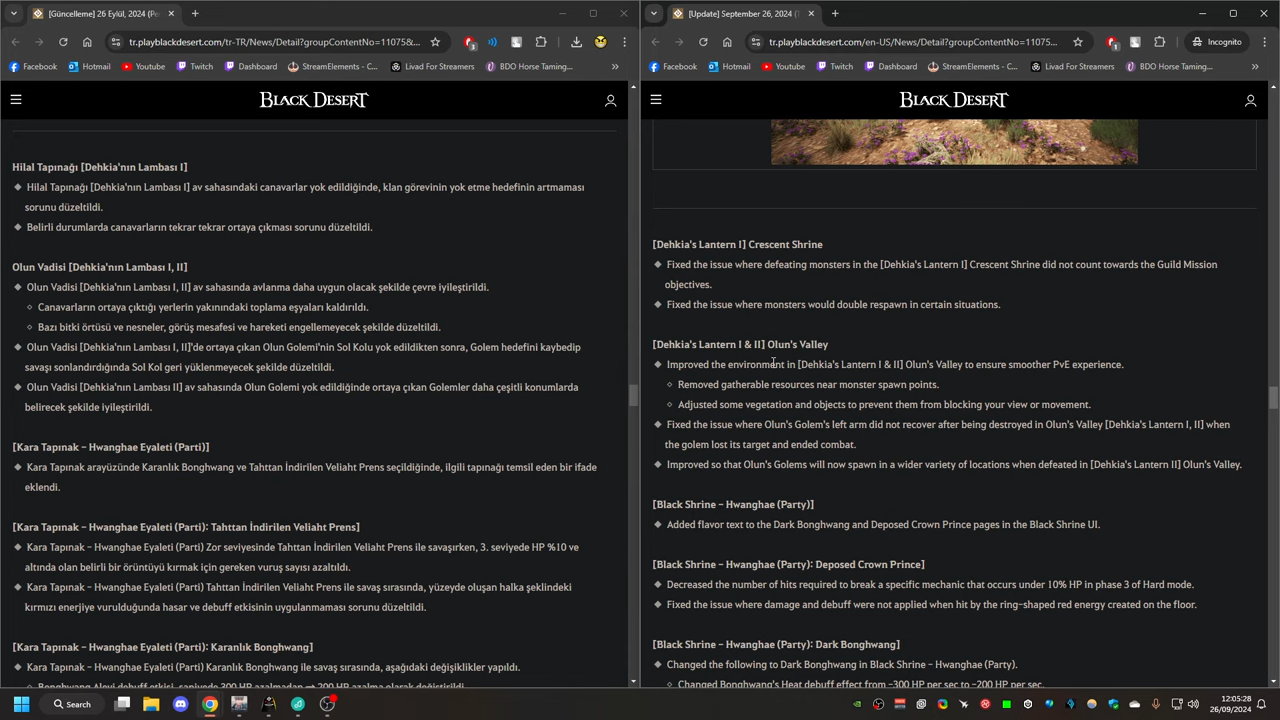 [Güncelleme] 26 Eylül, 2024 (Pe
tr.playblackdesert.com/tr-TR/News/Detail?groupContentNo=11075&...
Facebook
Hotmail
Youtube
Twitch
Dashboard
StreamElements - C...
Livad For Streamers
BDO Horse Taming...
BLACK DESERT
Hilal Tapınağı [Dehkia'nın Lambası I]
Hilal Tapınağı [Dehkia'nın Lambası I] av sahasındaki canavarlar yok edildiğinde, klan görevinin yok etme hedefinin artmaması
sorunu düzeltildi.
Belirli durumlarda canavarların tekrar tekrar ortaya çıkması sorunu düzeltildi.
Olun Vadisi [Dehkia'nın Lambası I, II]
Olun Vadisi [Dehkia'nın Lambası I, II] av sahasında avlanma daha uygun olacak şekilde çevre iyileştirildi.
Canavarların ortaya çıktığı yerlerin yakınındaki toplama eşyaları kaldırıldı.
Bazı bitki örtüsü ve nesneler, görüş mesafesi ve hareketi engellemeyecek şekilde düzeltildi.
Olun Vadisi [Dehkia'nın Lambası I, II]'de ortaya çıkan Olun Golemi'nin Sol Kolu yok edildikten sonra, Golem hedefini kaybedip
savaşı sonlandırdığında Sol Kol geri yüklenmeyecek şekilde düzeltildi.
Olun Vadisi [Dehkia'nın Lambası II] av sahasında Olun Golemi yok edildiğinde ortaya çıkan Golemler daha çeşitli konumlarda
belirecek şekilde iyileştirildi.
[Kara Tapınak – Hwanghae Eyaleti (Parti)]
Kara Tapınak arayüzünde Karanlık Bonghwang ve Tahttan İndirilen Veliaht Prens seçildiğinde, ilgili tapınağı temsil eden bir ifade
eklendi.
[Kara Tapınak – Hwanghae Eyaleti (Parti): Tahttan İndirilen Veliaht Prens]
Kara Tapınak – Hwanghae Eyaleti (Parti) Zor seviyesinde Tahttan İndirilen Veliaht Prens ile savaşırken, 3. seviyede HP %10 ve
altında olan belirli bir örüntüyü kırmak için gereken vuruş sayısı azaltıldı.
Kara Tapınak – Hwanghae Eyaleti (Parti) Tahttan İndirilen Veliaht Prens ile savaş sırasında, yüzeyde oluşan halka şeklindeki
kırmızı enerjiye vurulduğunda hasar ve debuff etkisinin uygulanmaması sorunu düzeltildi.
[Kara Tapınak – Hwanghae Eyaleti (Parti): Karanlık Bonghwang]
Kara Tapınak – Hwanghae Eyaleti (Parti) Karanlık Bonghwang ile savaş sırasında, aşağıdaki değişiklikler yapıldı.
Bonghwang Alevi debuff etkisi, saniyede 300 HP azalmadan ⇒ 200 HP azalma olarak değiştirildi.
[Update] September 26, 2024 (T
tr.playblackdesert.com/en-US/News/Detail?groupContentNo=11075...
Incognito
Facebook
Hotmail
Youtube
Twitch
Dashboard
StreamElements - C...
Livad For Streamers
BDO Horse Taming...
BLACK DESERT
[Dehkia's Lantern I] Crescent Shrine
Fixed the issue where defeating monsters in the [Dehkia's Lantern I] Crescent Shrine did not count towards the Guild Mission
objectives.
Fixed the issue where monsters would double respawn in certain situations.
[Dehkia's Lantern I & II] Olun's Valley
Improved the environment in [Dehkia's Lantern I & II] Olun's Valley to ensure smoother PvE experience.
Removed gatherable resources near monster spawn points.
Adjusted some vegetation and objects to prevent them from blocking your view or movement.
Fixed the issue where Olun's Golem's left arm did not recover after being destroyed in Olun's Valley [Dehkia's Lantern I, II] when
the golem lost its target and ended combat.
Improved so that Olun's Golems will now spawn in a wider variety of locations when defeated in [Dehkia's Lantern II] Olun's Valley.
[Black Shrine – Hwanghae (Party)]
Added flavor text to the Dark Bonghwang and Deposed Crown Prince pages in the Black Shrine UI.
[Black Shrine – Hwanghae (Party): Deposed Crown Prince]
Decreased the number of hits required to break a specific mechanic that occurs under 10% HP in phase 3 of Hard mode.
Fixed the issue where damage and debuff were not applied when hit by the ring-shaped red energy created on the floor.
[Black Shrine – Hwanghae (Party): Dark Bonghwang]
Changed the following to Dark Bonghwang in Black Shrine – Hwanghae (Party).
Changed Bonghwang's Heat debuff effect from –300 HP per sec to –200 HP per sec.
Search
12:05:28
26/09/2024